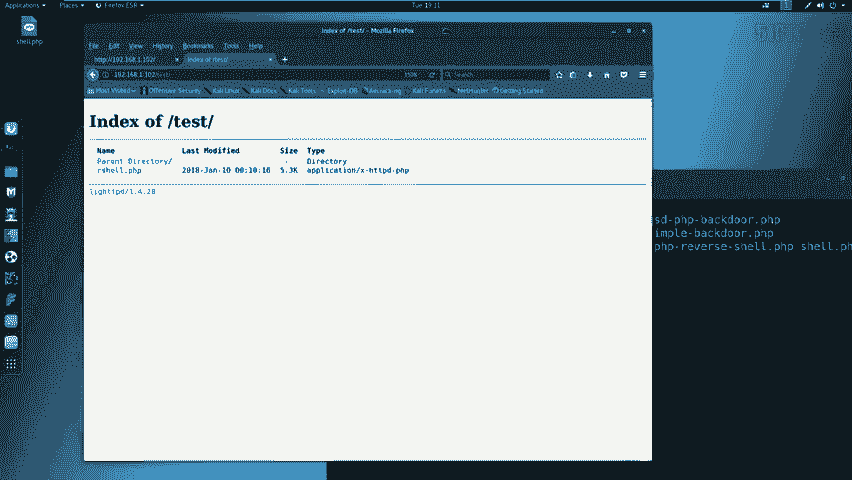 Applications Places Firefox ESR Tue 19:11 1
shell.php
Index of /test/ - Mozilla Firefox
File Edit View History Bookmarks Tools Help
http://192.168.1.102/ Index of /test/
192.168.1.102/test/ 150% Search
Most Visited Offensive Security Kali Linux Kali Docs Kali Tools Exploit-DB Aircrack-ng Kali Forums NetHunter Getting Started
Index of /test/
Name Last Modified Size Type
Parent Directory/ - Directory
rshell.php 2018-Jan-10 00:10:16 5.3K application/x-httpd-php
lighttpd/1.4.28
sd-php-backdoor.php
imple-backdoor.php
php-reverse-shell.php shell.ph